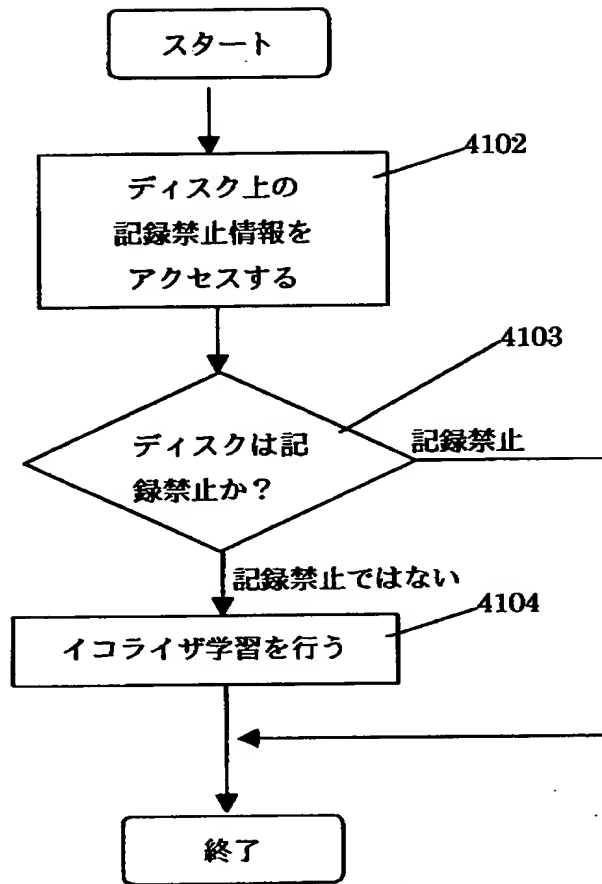 スタート
4102
ディスク上の
記録禁止情報を
アクセスする
4103
ディスクは記
録禁止か？
記録禁止
記録禁止ではない
4104
イコライザ学習を行う
終了